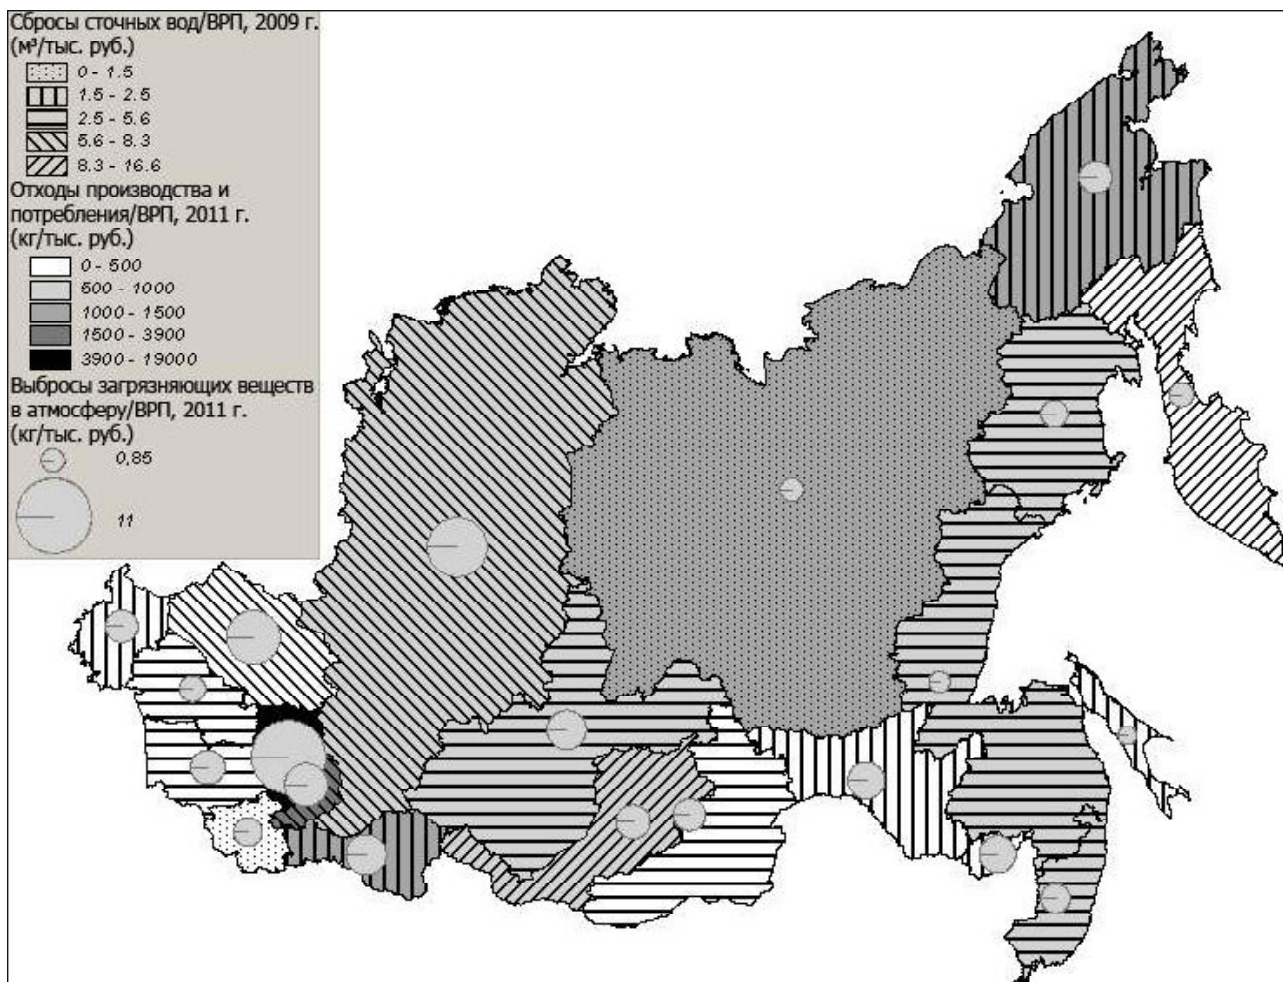 Сбросы сточных вод/ВРП, 2009 г.
(м³/тыс. руб.)
0 - 1.5
1.5 - 2.5
2.5 - 5.6
5.6 - 8.3
8.3 - 16.6
Отходы производства и
потребления/ВРП, 2011 г.
(кг/тыс. руб.)
0 - 500
500 - 1000
1000 - 1500
1500 - 3900
3900 - 19000
Выбросы загрязняющих веществ
в атмосферу/ВРП, 2011 г.
(кг/тыс. руб.)
0,85
11